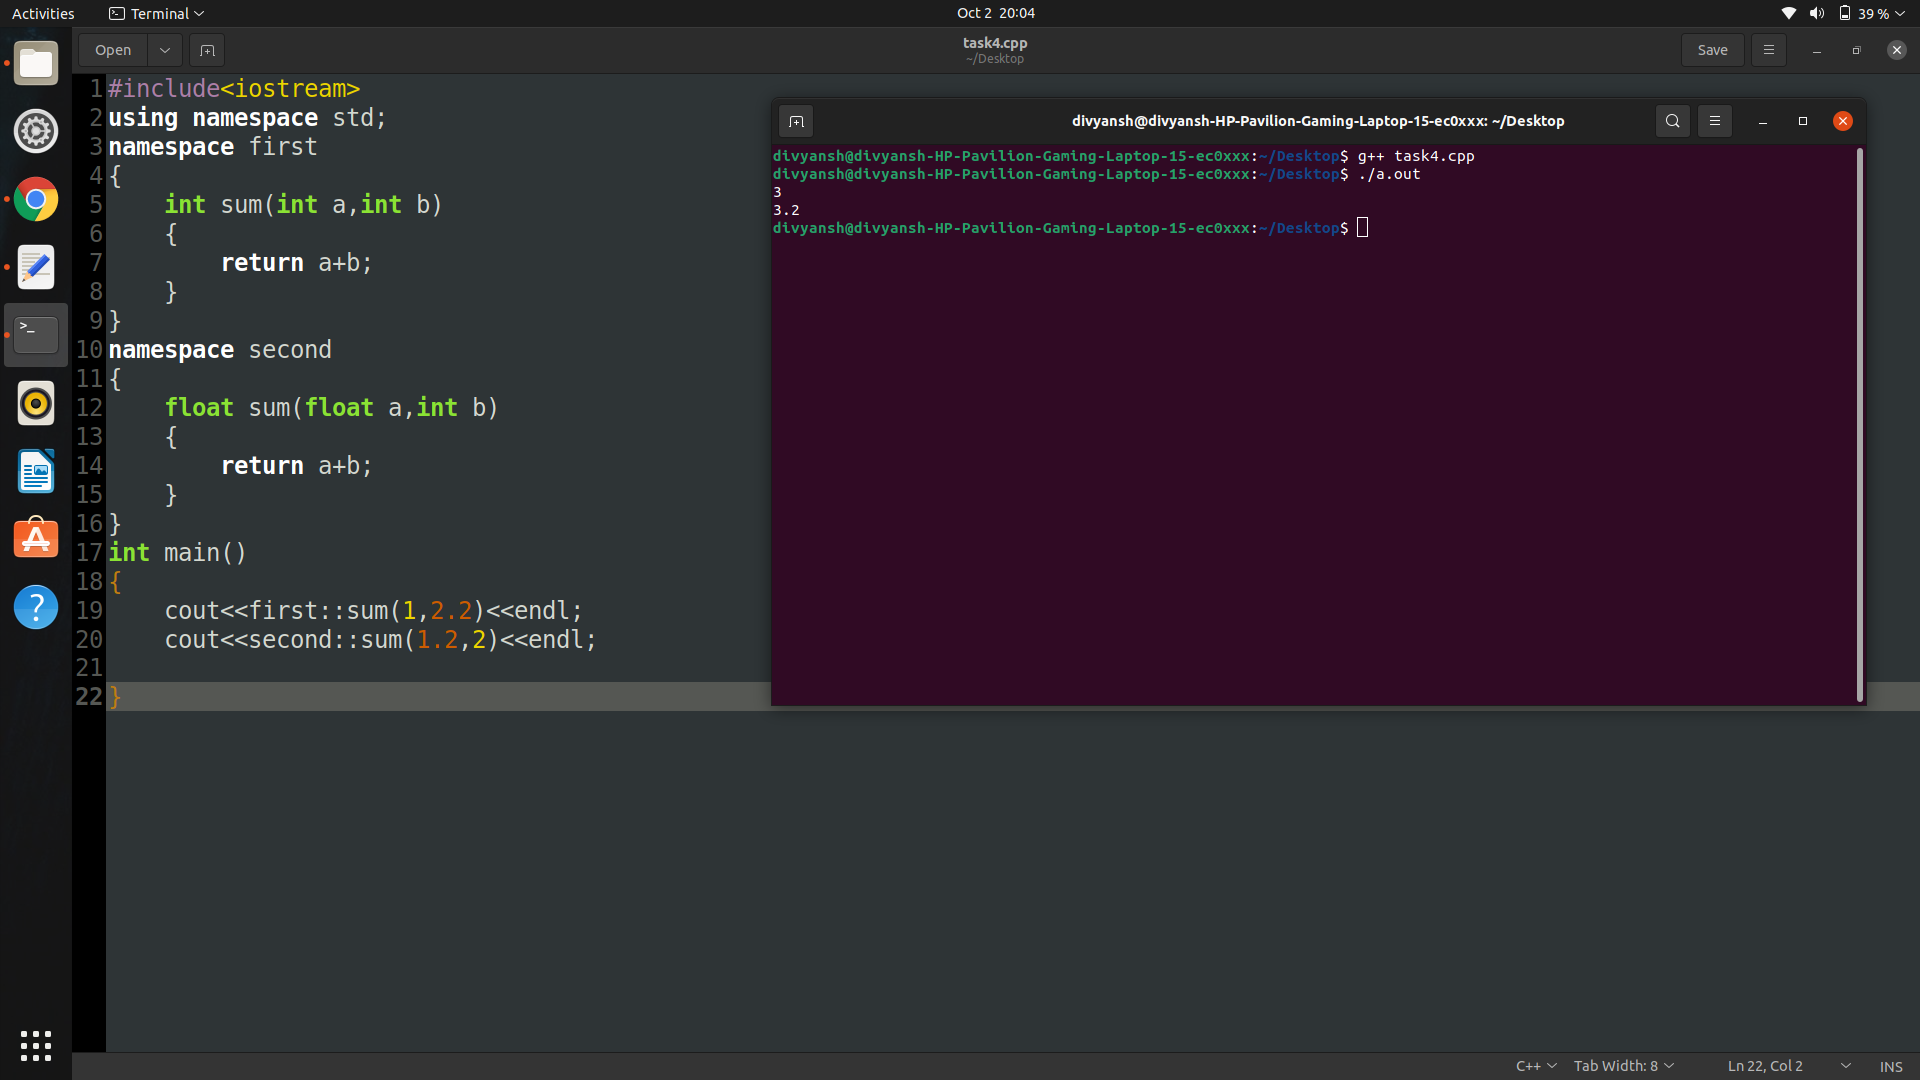 Activities
Terminal
Oct 2 20:04
39 %
Open
task4.cpp
~/Desktop
Save
1 #include<iostream>
2 using namespace std;
3 namespace first
4 {
5     int sum(int a,int b)
6     {
7         return a+b;
8     }
9 }
10 namespace second
11 {
12     float sum(float a,int b)
13     {
14         return a+b;
15     }
16 }
17 int main()
18 {
19     cout<<first::sum(1,2.2)<<endl;
20     cout<<second::sum(1.2,2)<<endl;
21
22 }
divyansh@divyansh-HP-Pavilion-Gaming-Laptop-15-ec0xxx: ~/Desktop
divyansh@divyansh-HP-Pavilion-Gaming-Laptop-15-ec0xxx:~/Desktop$ g++ task4.cpp
divyansh@divyansh-HP-Pavilion-Gaming-Laptop-15-ec0xxx:~/Desktop$ ./a.out
3
3.2
divyansh@divyansh-HP-Pavilion-Gaming-Laptop-15-ec0xxx:~/Desktop$
C++
Tab Width: 8
Ln 22, Col 2
INS